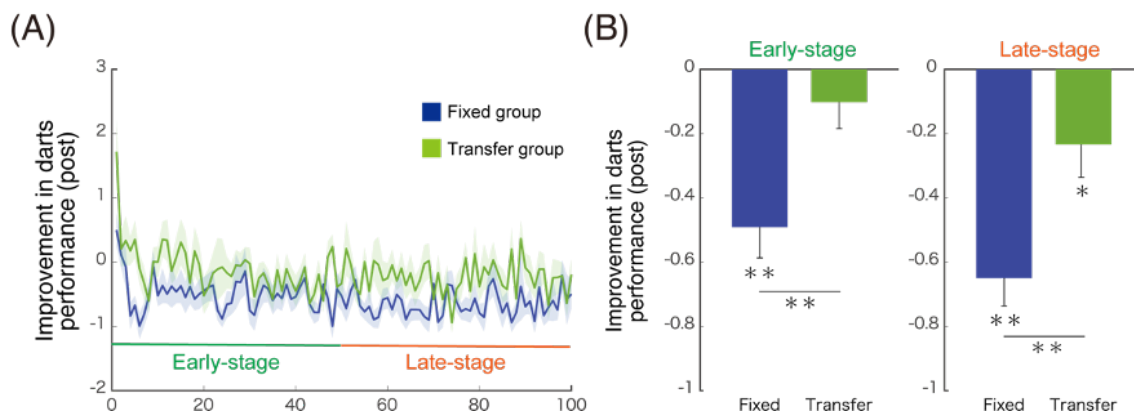 (A)
Improvement in darts
performance (post)
3
2
1
-0
-1
-2
0
20
40
60
80
100
Fixed group
Transfer group
Early-stage
Late-stage
(B)
Early-stage
Improvement in darts
performance (post)
0
-0.2
-0.4
-0.6
-0.8
-1
**
**
Fixed
Transfer
Late-stage
0
-0.2
-0.4
-0.6
-0.8
-1
*
**
**
Fixed
Transfer